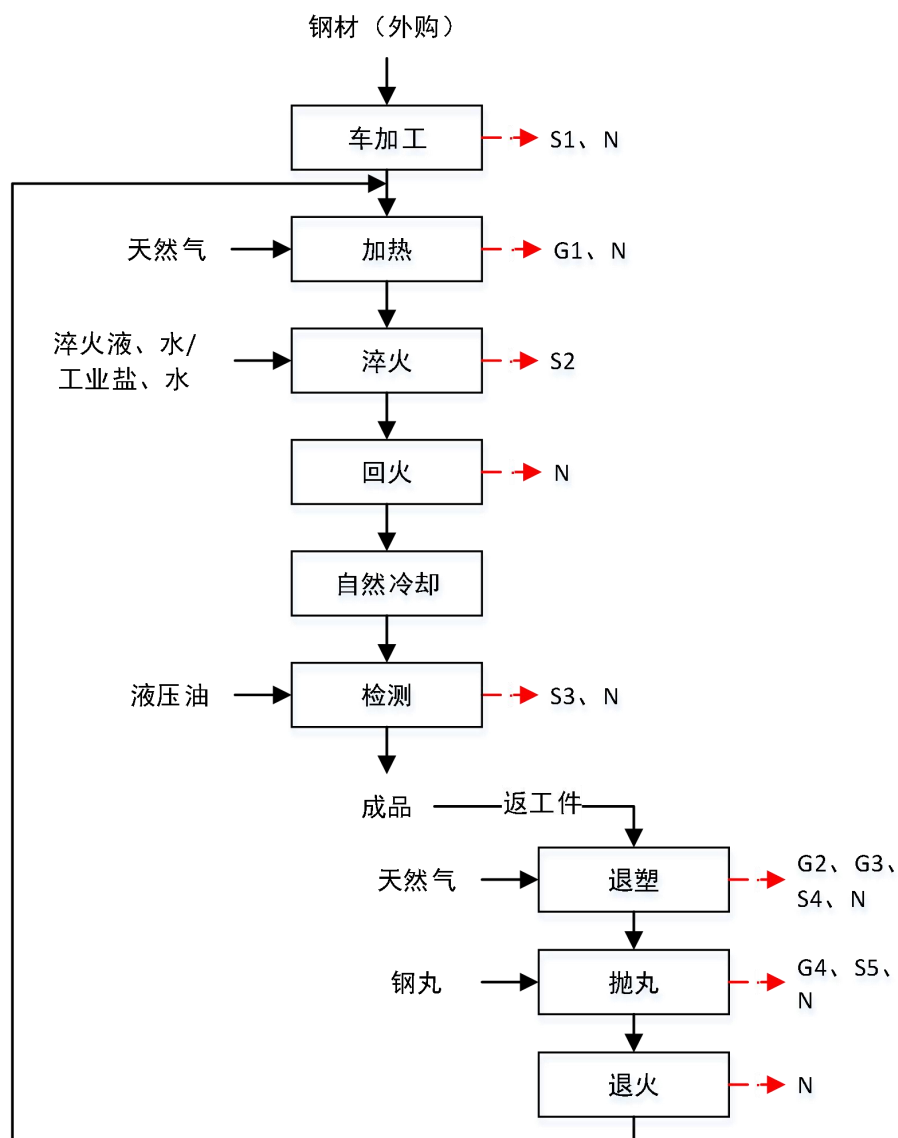 钢材（外购）
车加工
S1、N
天然气
加热
G1、N
淬火液、水/
工业盐、水
淬火
S2
回火
N
自然冷却
液压油
检测
S3、N
成品
返工件
天然气
退塑
G2、G3、
S4、N
钢丸
抛丸
G4、S5、
N
退火
N